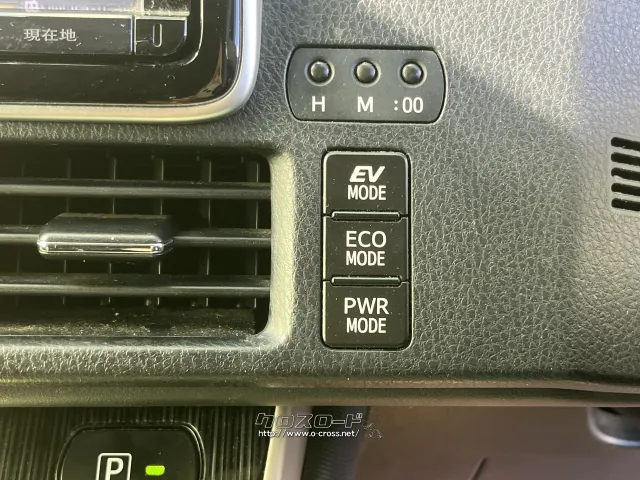 現在地
H M :00
EV
MODE
ECO
MODE
PWR
MODE
クロスロード
http://www.o-cross.net/
P